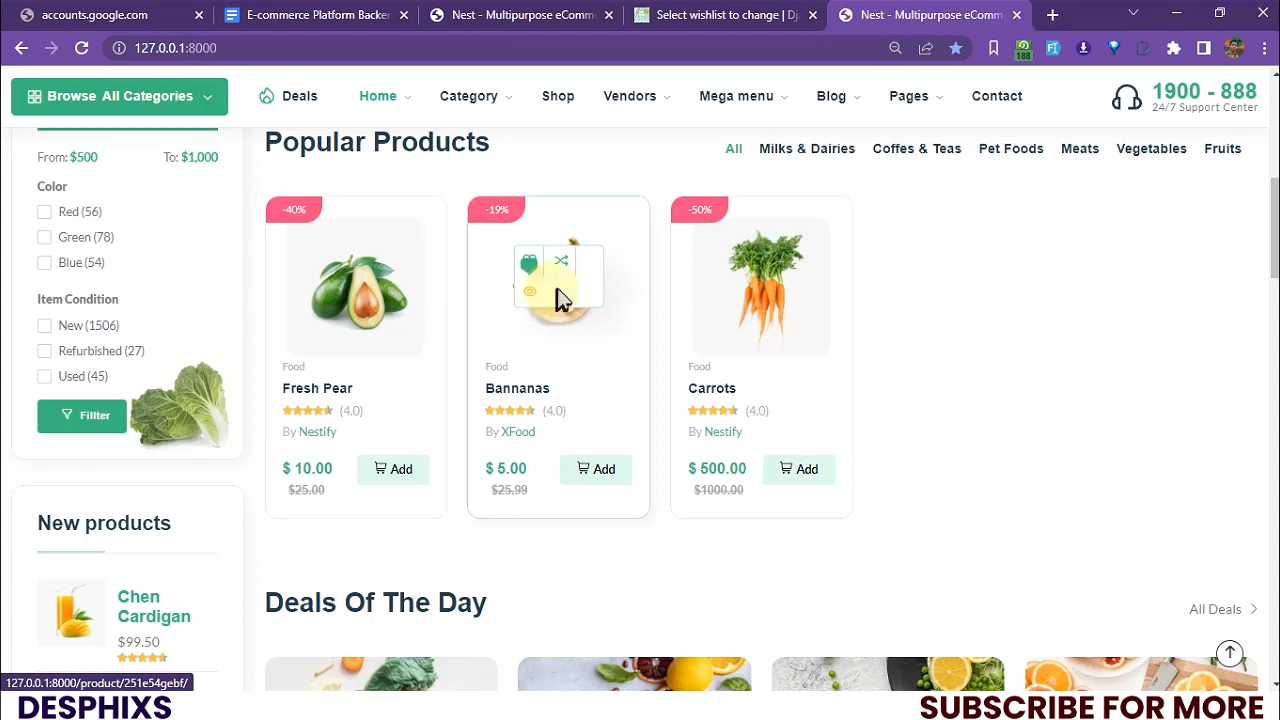 accounts.google.com
E-commerce Platform Backer
Nest - Multipurpose eComm
Select wishlist to change | Dj
Nest - Multipurpose eComm
127.0.0.1:8000
188
Browse All Categories
Deals
Home
Category
Shop
Vendors
Mega menu
Blog
Pages
Contact
1900 - 888
24/7 Support Center
From: $500
To: $1,000
Color
Red (56)
Green (78)
Blue (54)
Item Condition
New (1506)
Refurbished (27)
Used (45)
Fillter
New products
Chen
Cardigan
$99.50
Popular Products
All
Milks & Dairies
Coffes & Teas
Pet Foods
Meats
Vegetables
Fruits
-40%
Food
Fresh Pear
(4.0)
By Nestify
$ 10.00
Add
$25.00
-19%
Food
Bannanas
(4.0)
By XFood
$ 5.00
Add
$25.99
-50%
Food
Carrots
(4.0)
By Nestify
$ 500.00
Add
$1000.00
Deals Of The Day
All Deals
127.0.0.1:8000/product/251e54gebf/
DESPHIXS
SUBSCRIBE FOR MORE